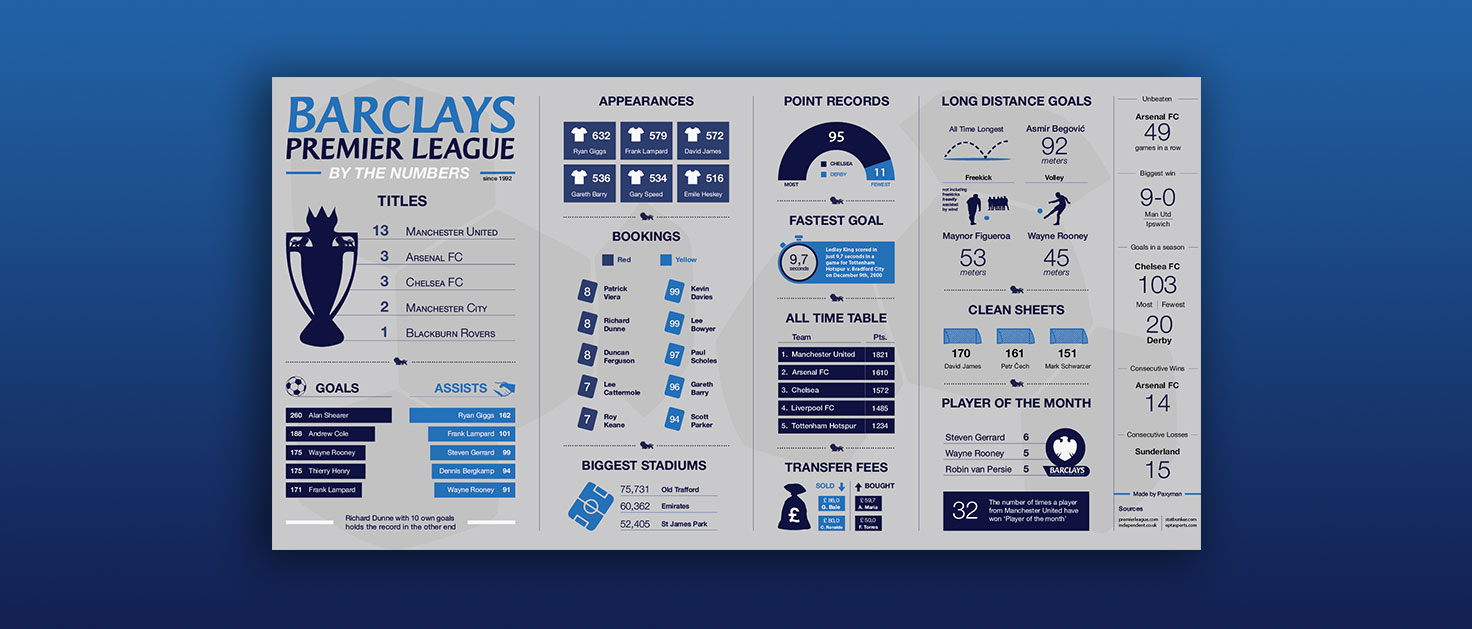 BARCLAYS
PREMIER LEAGUE
BY THE NUMBERS
since 1992
TITLES
13 MANCHESTER UNITED
3 ARSENAL FC
3 CHELSEA FC
2 MANCHESTER CITY
1 BLACKBURN ROVERS
GOALS
260 Alan Shearer
188 Andrew Cole
175 Wayne Rooney
175 Thierry Henry
171 Frank Lampard
ASSISTS
Ryan Giggs 162
Frank Lampard 101
Steven Gerrard 99
Dennis Bergkamp 94
Wayne Rooney 91
Richard Dunne with 10 own goals
holds the record in the other end
APPEARANCES
632
Ryan Giggs
579
Frank Lampard
572
David James
536
Gareth Barry
534
Gary Speed
516
Emile Heskey
BOOKINGS
Red
Yellow
8 Patrick
Viera
8 Richard
Dunne
8 Duncan
Ferguson
7 Lee
Cattermole
7 Roy
Keane
99 Kevin
Davies
99 Lee
Bowyer
97 Paul
Scholes
96 Gareth
Barry
94 Scott
Parker
BIGGEST STADIUMS
75,731 Old Trafford
60,362 Emirates
52,405 St James Park
POINT RECORDS
95
CHELSEA
DERBY
11
MOST
FEWEST
FASTEST GOAL
9,7
seconds
Ledley King scored in
just 9,7 seconds in a
game for Tottenham
Hotspur v. Bradford City
on December 9th, 2000
ALL TIME TABLE
Team Pts.
1. Manchester United 1821
2. Arsenal FC 1610
3. Chelsea 1572
4. Liverpool FC 1485
5. Tottenham Hotspur 1234
TRANSFER FEES
SOLD
£ 86,0
G. Bale
£ 80,0
C. Ronaldo
BOUGHT
£ 59,7
A. Maria
£ 50,0
F. Torres
£
LONG DISTANCE GOALS
All Time Longest
Asmir Begović
92
meters
Freekick
not including
freekicks
heavily
assisted
by wind
Maynor Figueroa
53
meters
Volley
Wayne Rooney
45
meters
CLEAN SHEETS
170
David James
161
Petr Čech
151
Mark Schwarzer
PLAYER OF THE MONTH
Steven Gerrard 6
Wayne Rooney 5
Robin van Persie 5
BARCLAYS
32
The number of times a player
from Manchester United have
won 'Player of the month'
Unbeaten
Arsenal FC
49
games in a row
Biggest win
9-0
Man Utd
Ipswich
Goals in a season
Chelsea FC
103
Most Fewest
20
Derby
Consecutive Wins
Arsenal FC
14
Consecutive Losses
Sunderland
15
Made by Paxyman
Sources
premierleague.com
independent.co.uk
statbunker.com
optasports.com